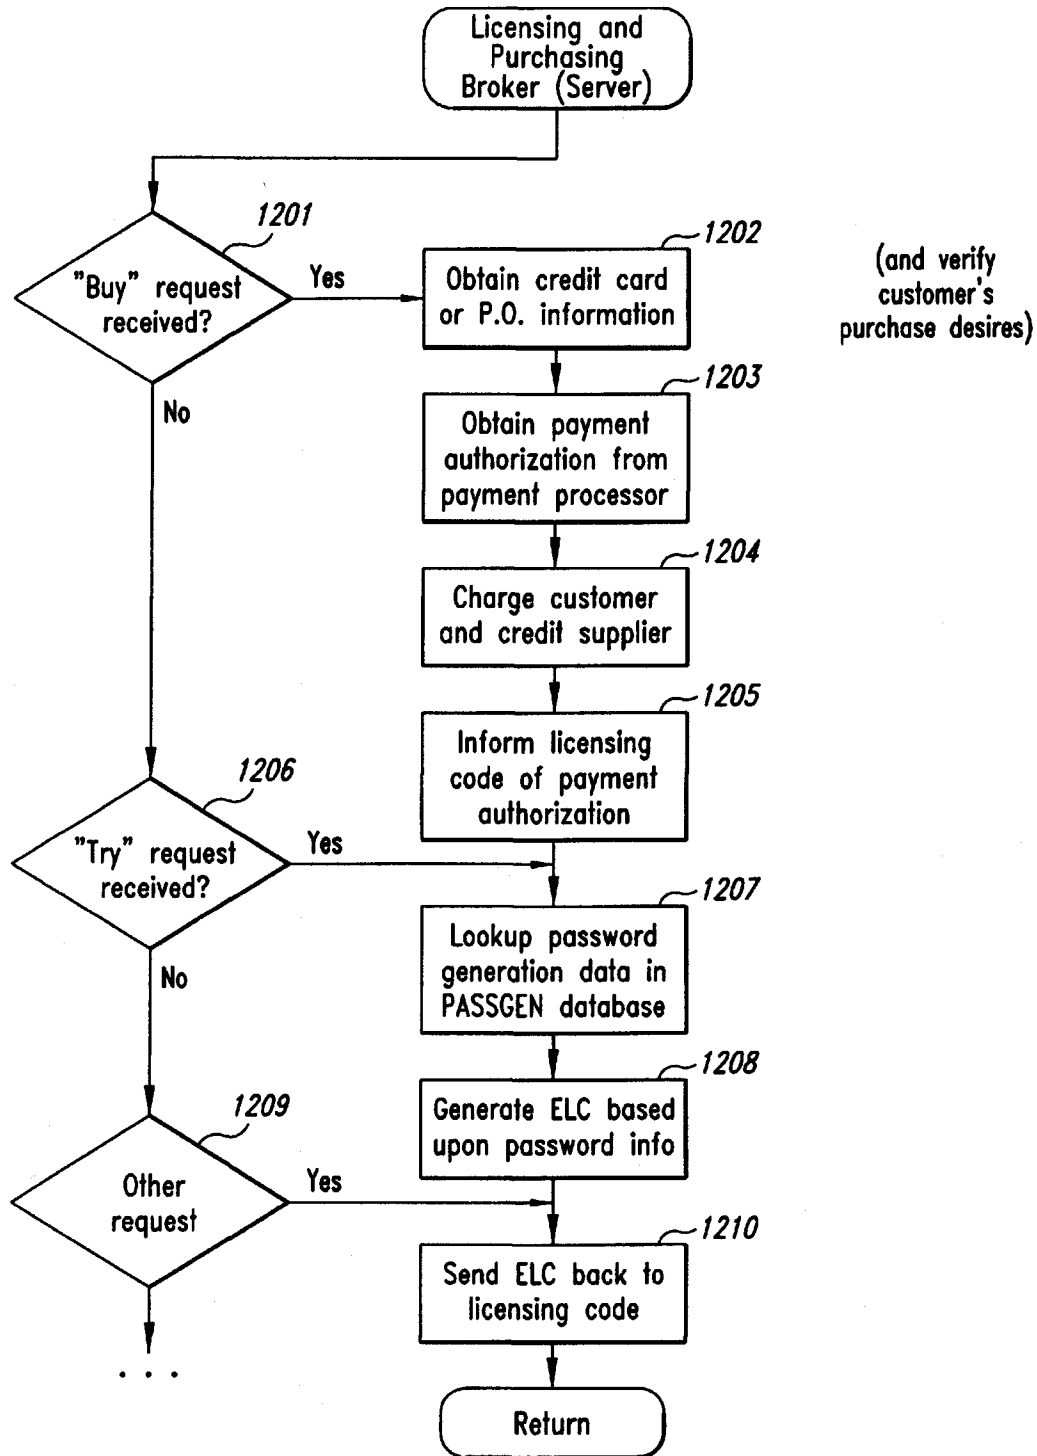 Licensing and
Purchasing
Broker (Server)
1201
"Buy" request
received?
Yes
No
1202
Obtain credit card
or P.O. information
(and verify
customer's
purchase desires)
1203
Obtain payment
authorization from
payment processor
1204
Charge customer
and credit supplier
1205
Inform licensing
code of payment
authorization
1206
"Try" request
received?
Yes
No
1207
Lookup password
generation data in
PASSGEN database
1208
Generate ELC based
upon password info
1209
Other
request
Yes
. . .
1210
Send ELC back to
licensing code
Return